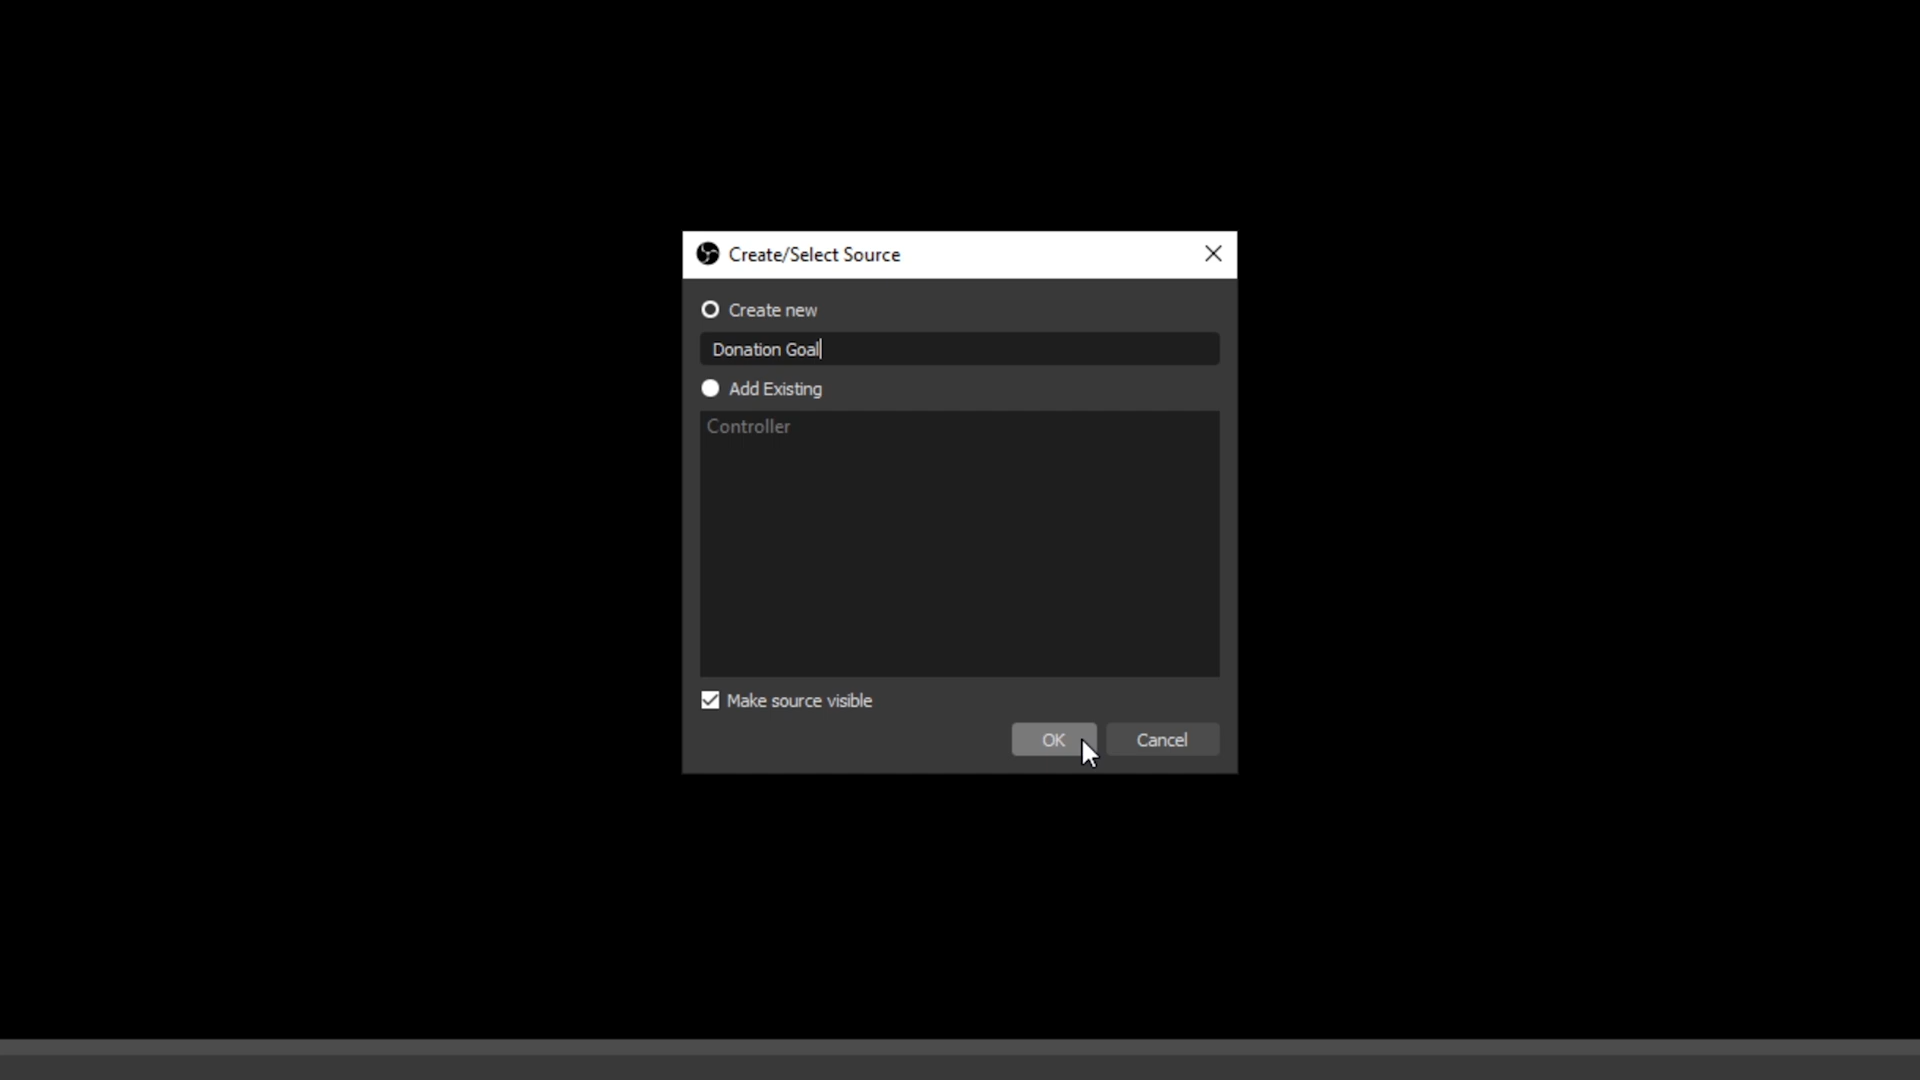 Create/Select Source
Create new
Donation Goal
Add Existing
Controller
Make source visible
OK
Cancel